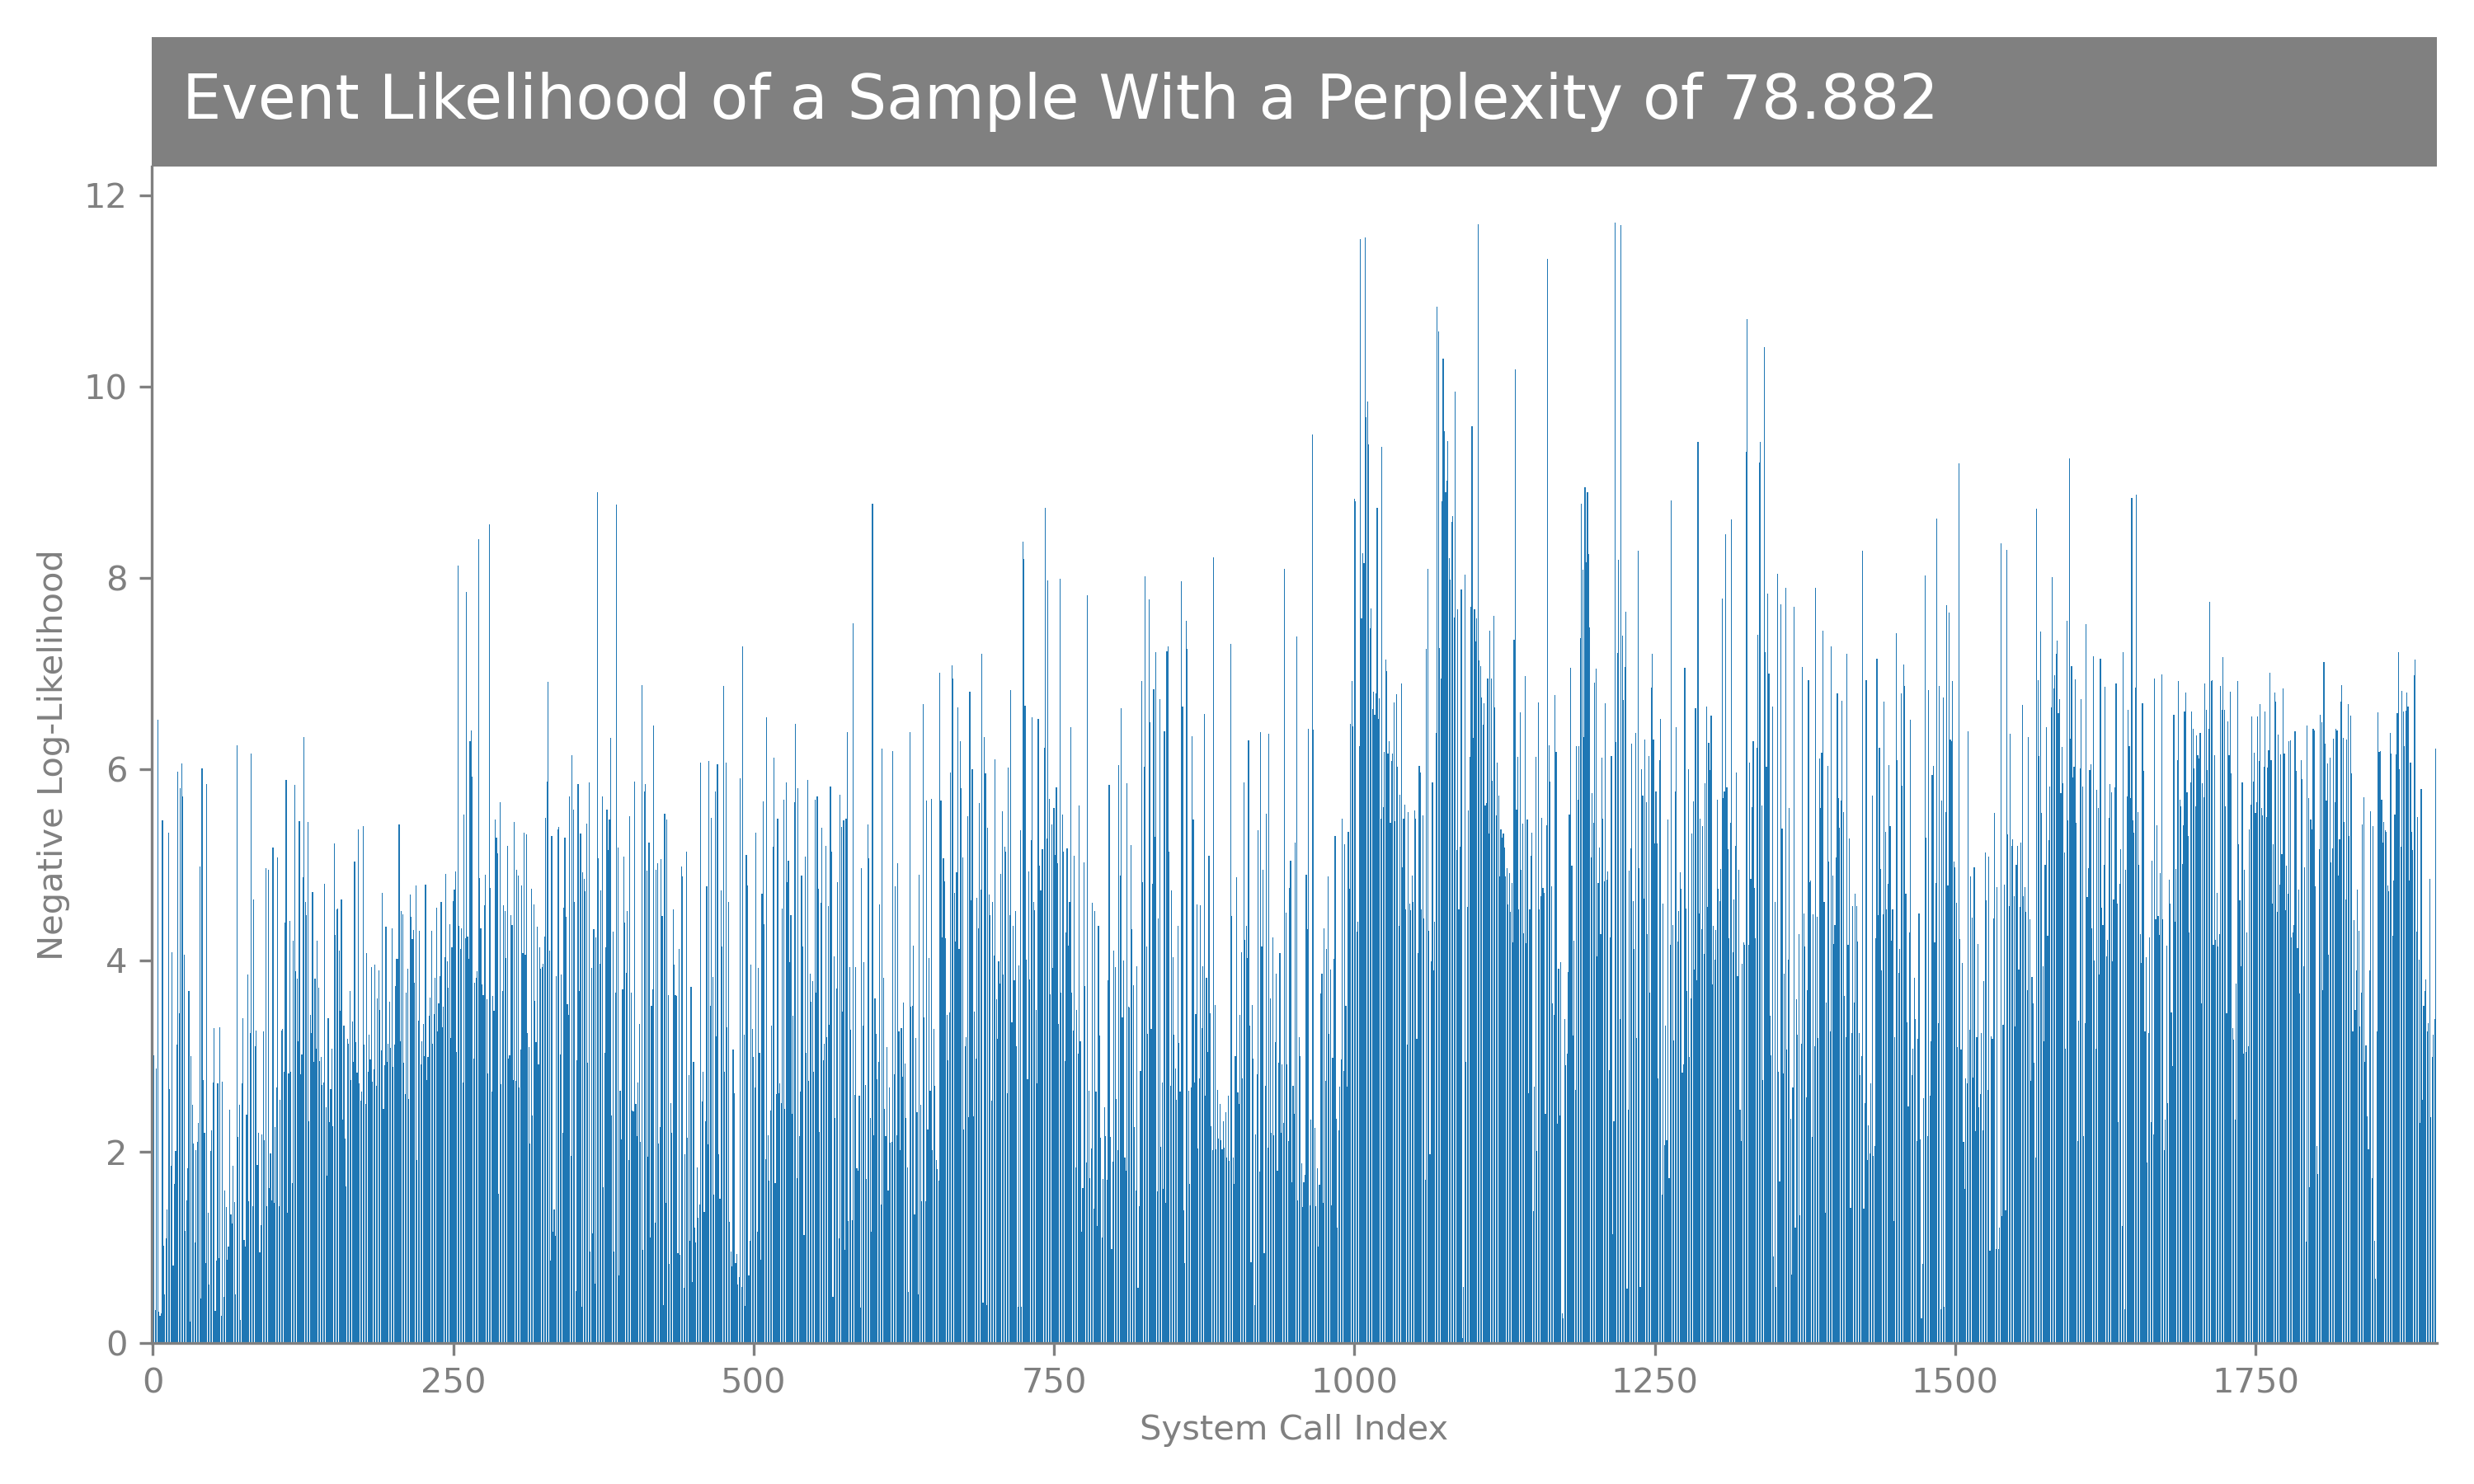 Event Likelihood of a Sample With a Perplexity of 78.882
12
10
8
6
4
2
0
Negative Log-Likelihood
0 250 500 750 1000 1250 1500 1750
System Call Index